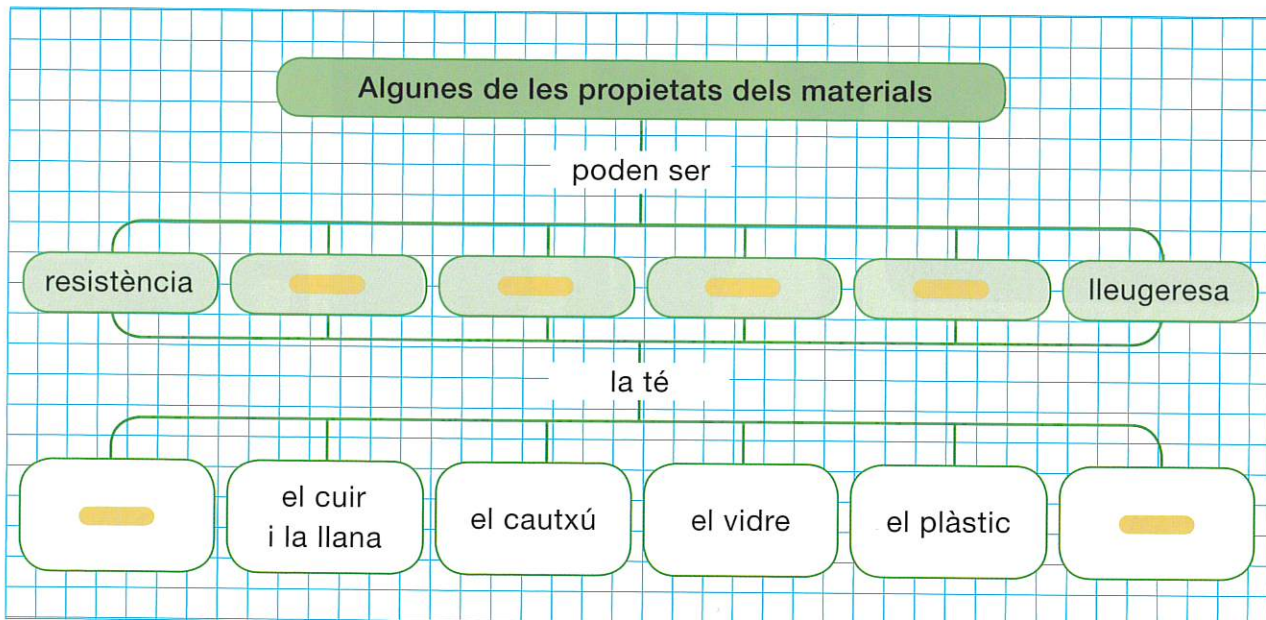 Algunes de les propietats dels materials
poden ser
resistència
lleugeresa
la té
el cuir
i la llana
el cautxú
el vidre
el plàstic